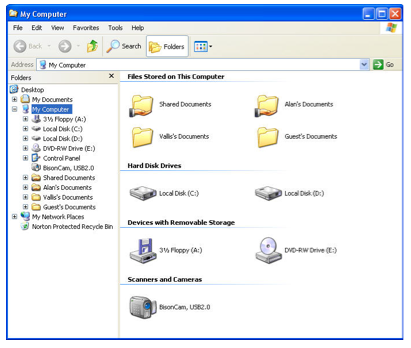 My Computer
File Edit View Favorites Tools Help
Back Search Folders
Address My Computer Go
Folders
Desktop
My Documents
My Computer
3½ Floppy (A:)
Local Disk (C:)
Local Disk (D:)
DVD-RW Drive (E:)
Control Panel
BisonCam, USB2.0
Shared Documents
Alan's Documents
Vallis's Documents
Guest's Documents
My Network Places
Norton Protected Recycle Bin
Files Stored on This Computer
Shared Documents Alan's Documents
Vallis's Documents Guest's Documents
Hard Disk Drives
Local Disk (C:) Local Disk (D:)
Devices with Removable Storage
3½ Floppy (A:) DVD-RW Drive (E:)
Scanners and Cameras
BisonCam, USB2.0